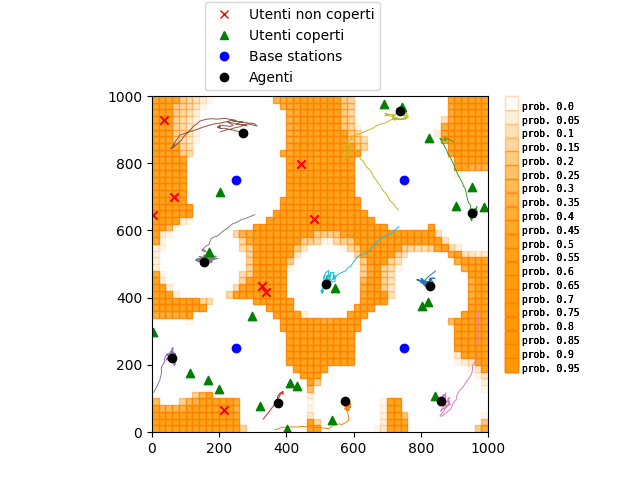 Utenti non coperti
Utenti coperti
Base stations
Agenti
1000
800
600
400
200
0
0
200
400
600
800
1000
prob. 0.0
prob. 0.05
prob. 0.1
prob. 0.15
prob. 0.2
prob. 0.25
prob. 0.3
prob. 0.35
prob. 0.4
prob. 0.45
prob. 0.5
prob. 0.55
prob. 0.6
prob. 0.65
prob. 0.7
prob. 0.75
prob. 0.8
prob. 0.85
prob. 0.9
prob. 0.95